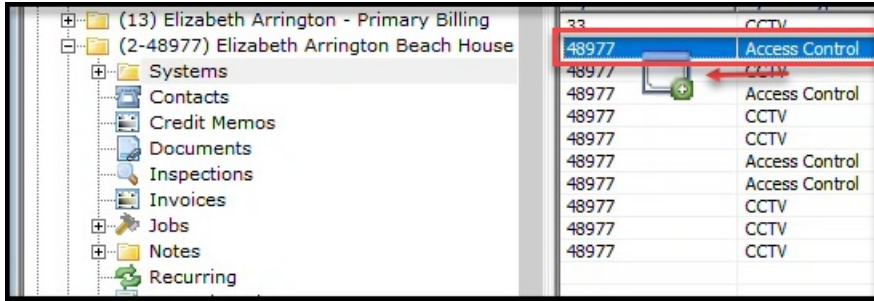 (13) Elizabeth Arrington - Primary Billing
(2-48977) Elizabeth Arrington Beach House
Systems
Contacts
Credit Memos
Documents
Inspections
Invoices
Jobs
Notes
Recurring
33 CCTV
48977 Access Control
48977 CCTV
48977 Access Control
48977 CCTV
48977 CCTV
48977 Access Control
48977 Access Control
48977 CCTV
48977 CCTV
48977 CCTV